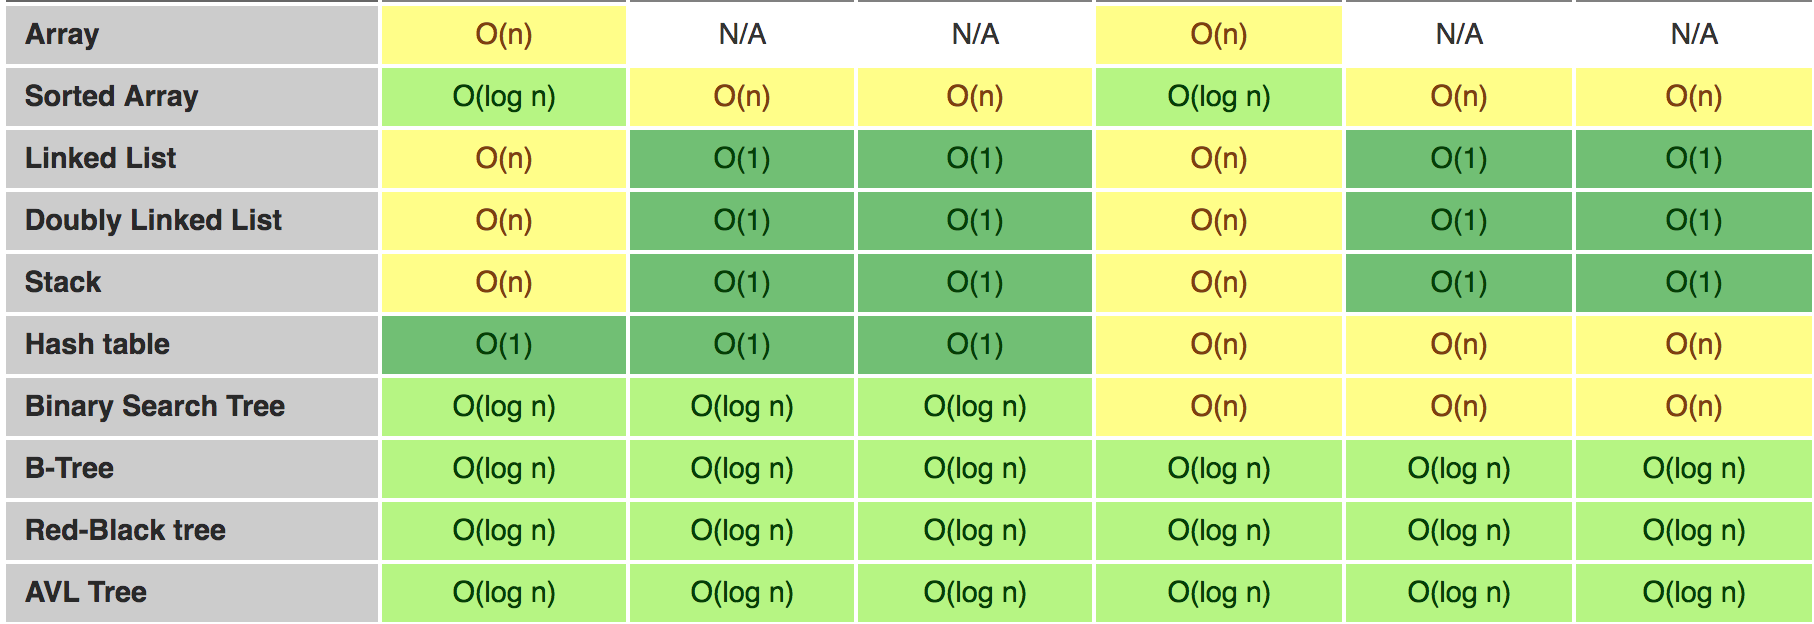 Array O(n) N/A N/A O(n) N/A N/A
Sorted Array O(log n) O(n) O(n) O(log n) O(n) O(n)
Linked List O(n) O(1) O(1) O(n) O(1) O(1)
Doubly Linked List O(n) O(1) O(1) O(n) O(1) O(1)
Stack O(n) O(1) O(1) O(n) O(1) O(1)
Hash table O(1) O(1) O(1) O(n) O(n) O(n)
Binary Search Tree O(log n) O(log n) O(log n) O(n) O(n) O(n)
B-Tree O(log n) O(log n) O(log n) O(log n) O(log n) O(log n)
Red-Black tree O(log n) O(log n) O(log n) O(log n) O(log n) O(log n)
AVL Tree O(log n) O(log n) O(log n) O(log n) O(log n) O(log n)